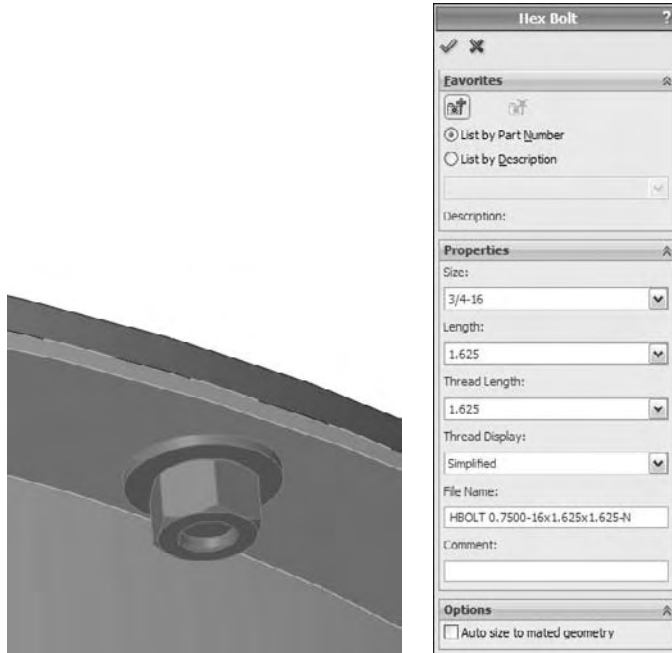 Hex Bolt ?
Favorites
List by Part Number
List by Description
Description:
Properties
Size:
3/4-16
Length:
1.625
Thread Length:
1.625
Thread Display:
Simplified
File Name:
HBOLT 0.7500-16x1.625x1.625-N
Comment:
Options
Auto size to mated geometry